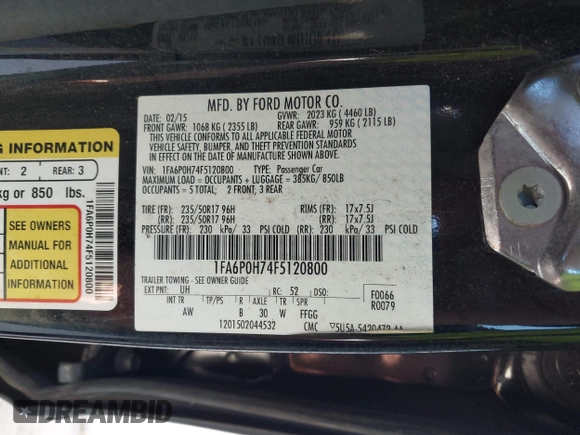 MFD. BY FORD MOTOR CO.
DATE: 02/15 GVWR: 2023 KG ( 4460 LB)
FRONT GAWR: 1068 KG ( 2355 LB) REAR GAWR: 959 KG ( 2115 LB)
THIS VEHICLE CONFORMS TO ALL APPLICABLE FEDERAL MOTOR
VEHICLE SAFETY, BUMPER, AND THEFT PREVENTION STANDARDS
IN EFFECT ON THE DATE OF MANUFACTURE SHOWN ABOVE.
VIN: 1FA6P0H74F5120800 TYPE: Passenger Car
MAXIMUM LOAD = OCCUPANTS + LUGGAGE = 385KG / 850LB
OCCUPANTS = 5 TOTAL: 2 FRONT, 3 REAR
TIRE (FR): 235/50R17 96H RIMS (FR): 17x7.5J
(RR): 235/50R17 96H (RR): 17x7.5J
PRESSURE (FR): 230 kPa/ 33 PSI COLD (RR): 230 kPa/ 33 PSI COLD
1FA6P0H74F5120800
TRAILER TOWING - SEE OWNER GUIDE
EXT PNT: UH RC: 52 DSO: F0066
R0079
INT TR TP/PS R AXLE TR SPR
AW B 30 W FFGG
1201502044532 CMC
G INFORMATION
NT: 2 REAR: 3
kg or 850 lbs.
SEE OWNERS
MANUAL FOR
ADDITIONAL
INFORMATION
1FA6P0H74F5120800
DREAMBID